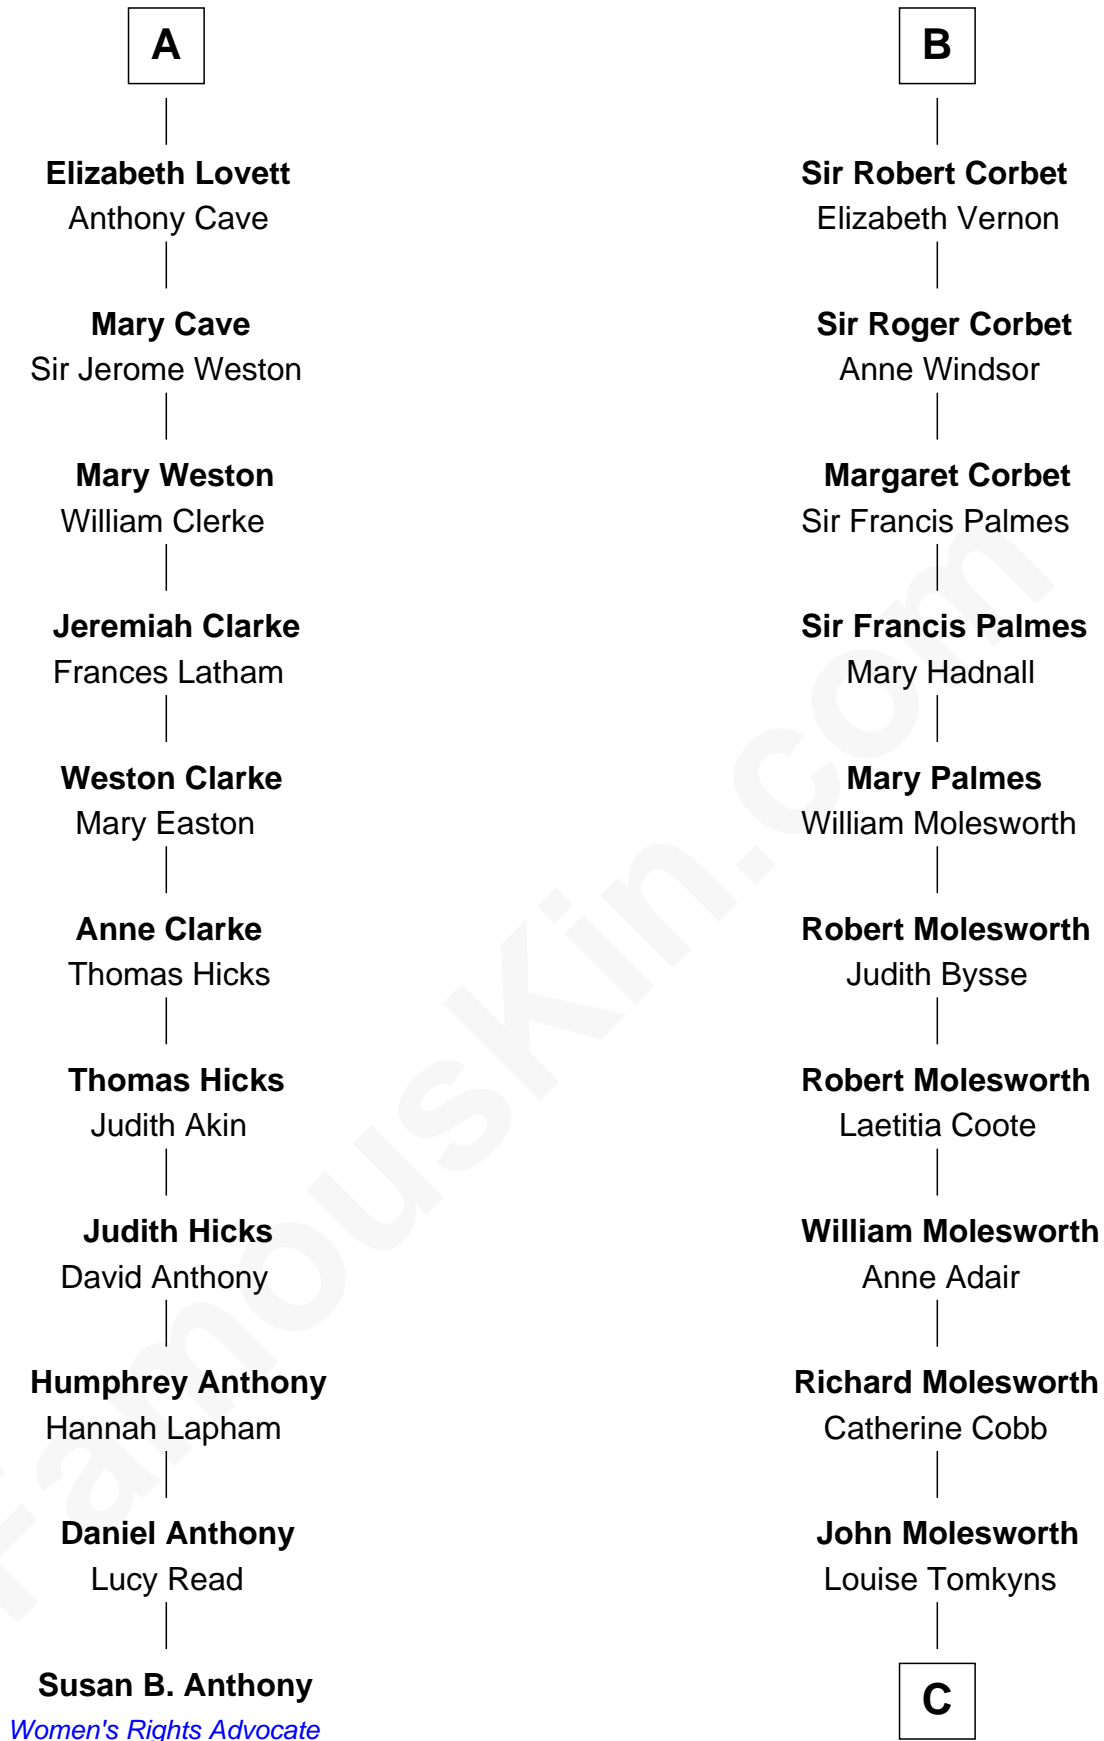 A
Elizabeth Lovett
Anthony Cave
Mary Cave
Sir Jerome Weston
Mary Weston
William Clerke
Jeremiah Clarke
Frances Latham
Weston Clarke
Mary Easton
Anne Clarke
Thomas Hicks
Thomas Hicks
Judith Akin
Judith Hicks
David Anthony
Humphrey Anthony
Hannah Lapham
Daniel Anthony
Lucy Read
Susan B. Anthony
Women's Rights Advocate
B
Sir Robert Corbet
Elizabeth Vernon
Sir Roger Corbet
Anne Windsor
Margaret Corbet
Sir Francis Palmes
Sir Francis Palmes
Mary Hadnall
Mary Palmes
William Molesworth
Robert Molesworth
Judith Bysse
Robert Molesworth
Laetitia Coote
William Molesworth
Anne Adair
Richard Molesworth
Catherine Cobb
John Molesworth
Louise Tomkyns
C
FamousKin.com